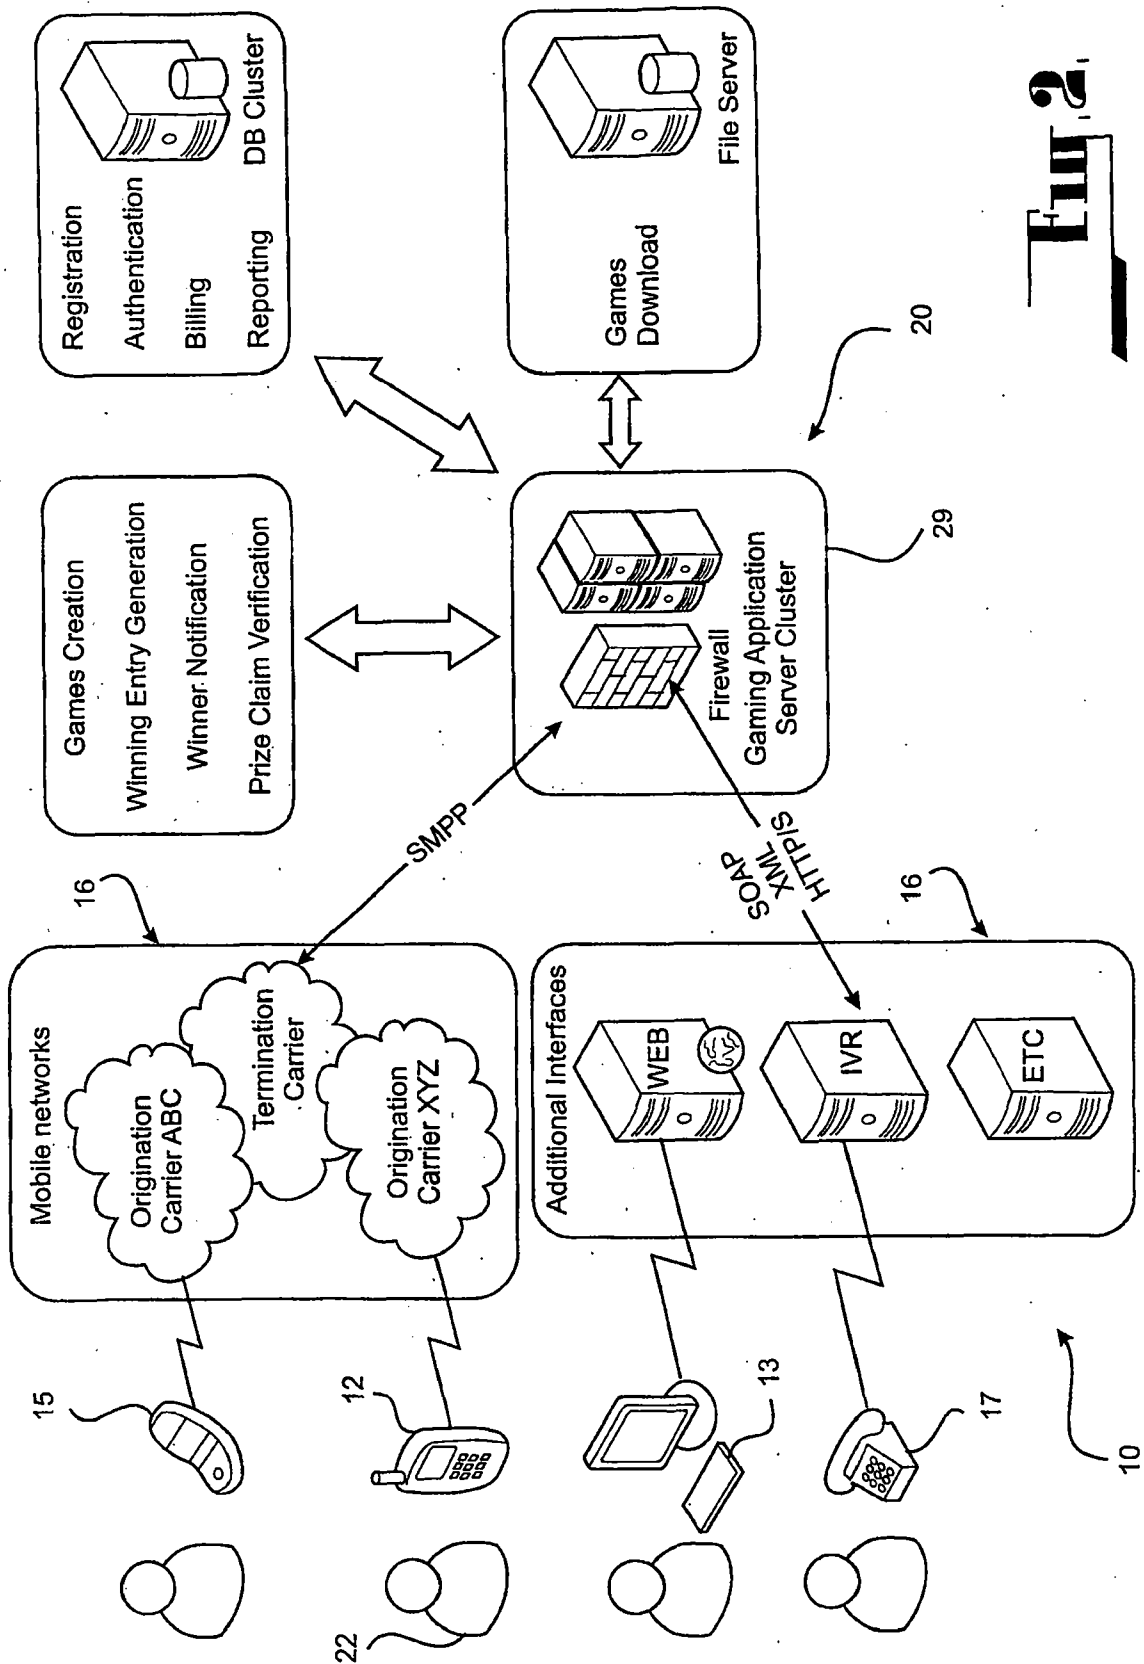 15
12
22
13
17
10
Mobile networks
16
Origination
Carrier ABC
Termination
Carrier
Origination
Carrier XYZ
Additional Interfaces
16
WEB
IVR
ETC
SMPP
SOAP
XML
HTTP/S
Games Creation
Winning Entry Generation
Winner Notification
Prize Claim Verification
Firewall
Gaming Application
Server Cluster
29
20
Registration
Authentication
Billing
Reporting
DB Cluster
Games
Download
File Server
Fig 2